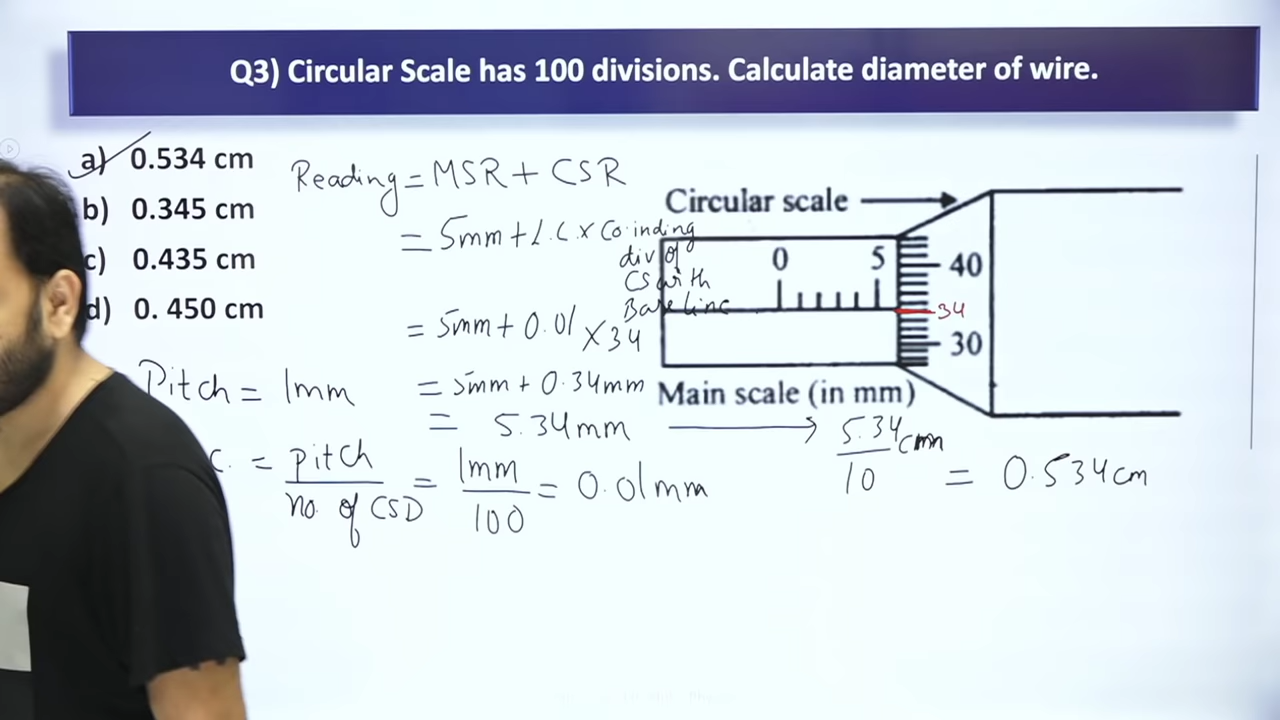 Q3) Circular Scale has 100 divisions. Calculate diameter of wire.
a) 0.534 cm
b) 0.345 cm
c) 0.435 cm
d) 0. 450 cm
Reading = MSR + CSR
= 5mm + L.C x Co inding
div of
CS with
Base line
= 5mm + 0.01 x 34
= 5mm + 0.34mm
= 5.34mm
Pitch = 1mm
C. = pitch / no. of CSD = 1mm / 100 = 0.01mm
Circular scale
0 5
40
34
30
Main scale (in mm)
5.34 / 10 cm = 0.534cm